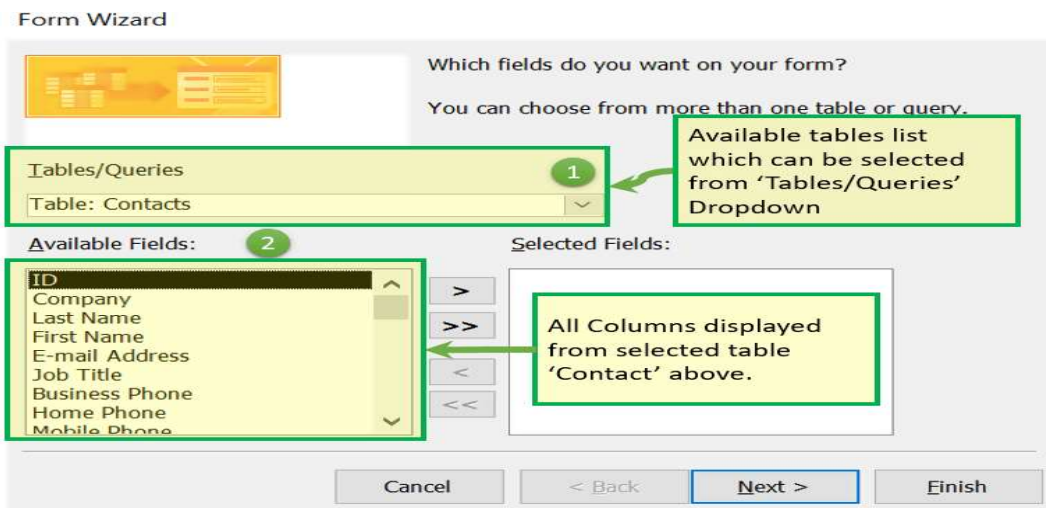 Form Wizard
Which fields do you want on your form?
You can choose from more than one table or query.
Available tables list
which can be selected
from ‘Tables/Queries’
Dropdown
Tables/Queries
1
Table: Contacts
Available Fields:
2
Selected Fields:
ID
Company
Last Name
First Name
E-mail Address
Job Title
Business Phone
Home Phone
Mobile Phone
>
>>
<
<<
All Columns displayed
from selected table
‘Contact’ above.
Cancel
< Back
Next >
Finish